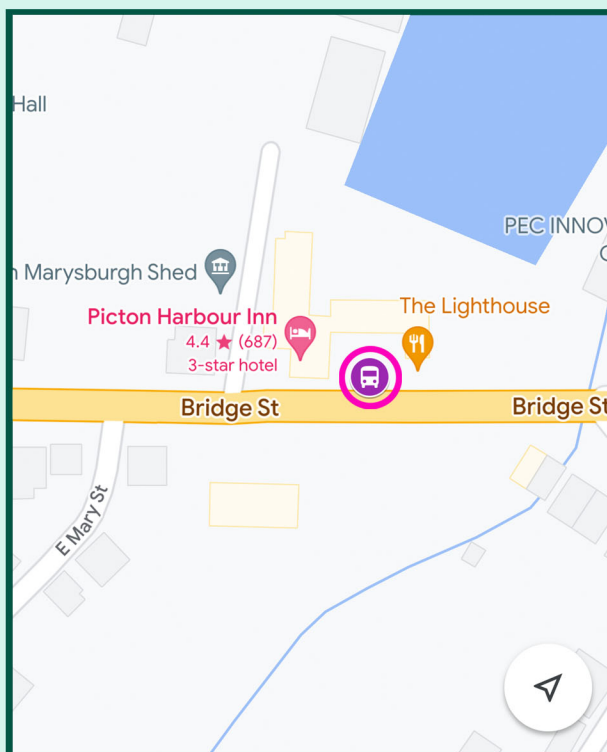 Hall
Marysburgh Shed
PEC INNOV
Picton Harbour Inn
4.4 ★ (687)
3-star hotel
The Lighthouse
Bridge St
Bridge St
E Mary St